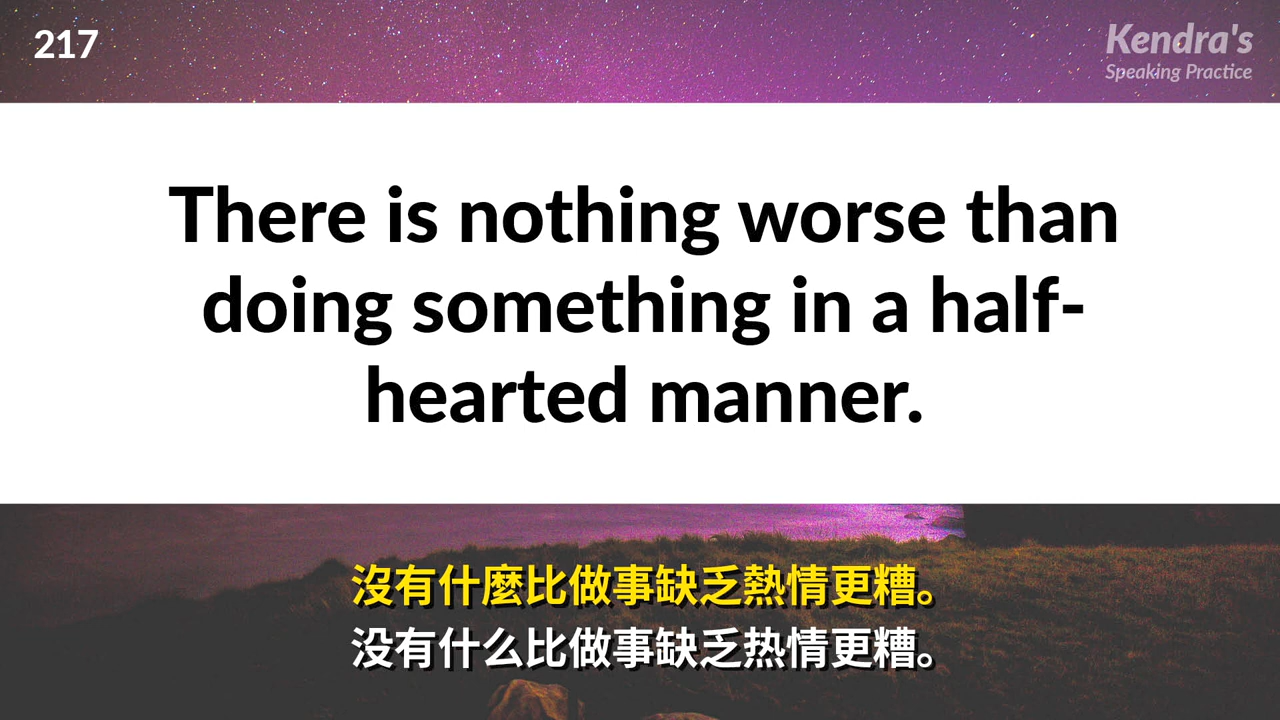 217
Kendra's
Speaking Practice
There is nothing worse than
doing something in a half-
hearted manner.
沒有什麼比做事缺乏熱情更糟。
没有什么比做事缺乏热情更糟。